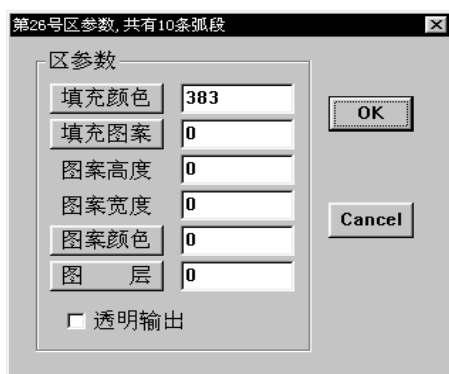 第26号区参数,共有10条弧段
区参数
填充颜色 383
填充图案 0
图案高度 0
图案宽度 0
图案颜色 0
图 层 0
透明输出
OK
Cancel